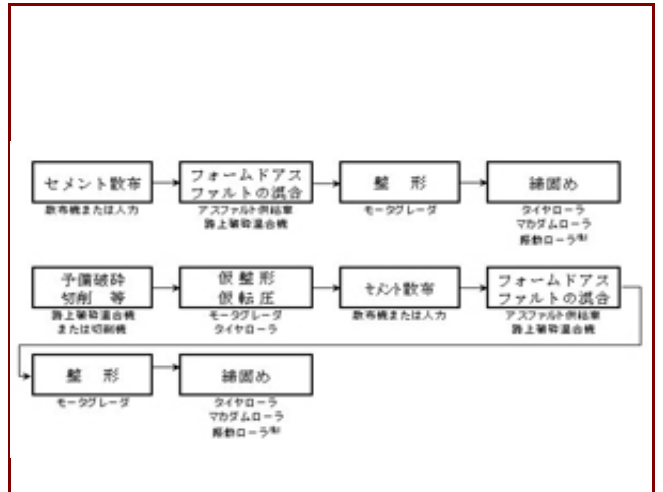 セメント散布
散布機または人力
フォームドアス
ファルトの混合
アスファルト供給車
路上破砕混合機
整 形
モータグレーダ
締固め
タイヤローラ
マカダムローラ
振動ローラ
予備破砕
切削 等
路上破砕混合機
または切削機
仮整形
仮転圧
モータグレーダ
タイヤローラ
セメント散布
散布機または人力
フォームドアス
ファルトの混合
アスファルト供給車
路上破砕混合機
整 形
モータグレーダ
締固め
タイヤローラ
マカダムローラ
振動ローラ